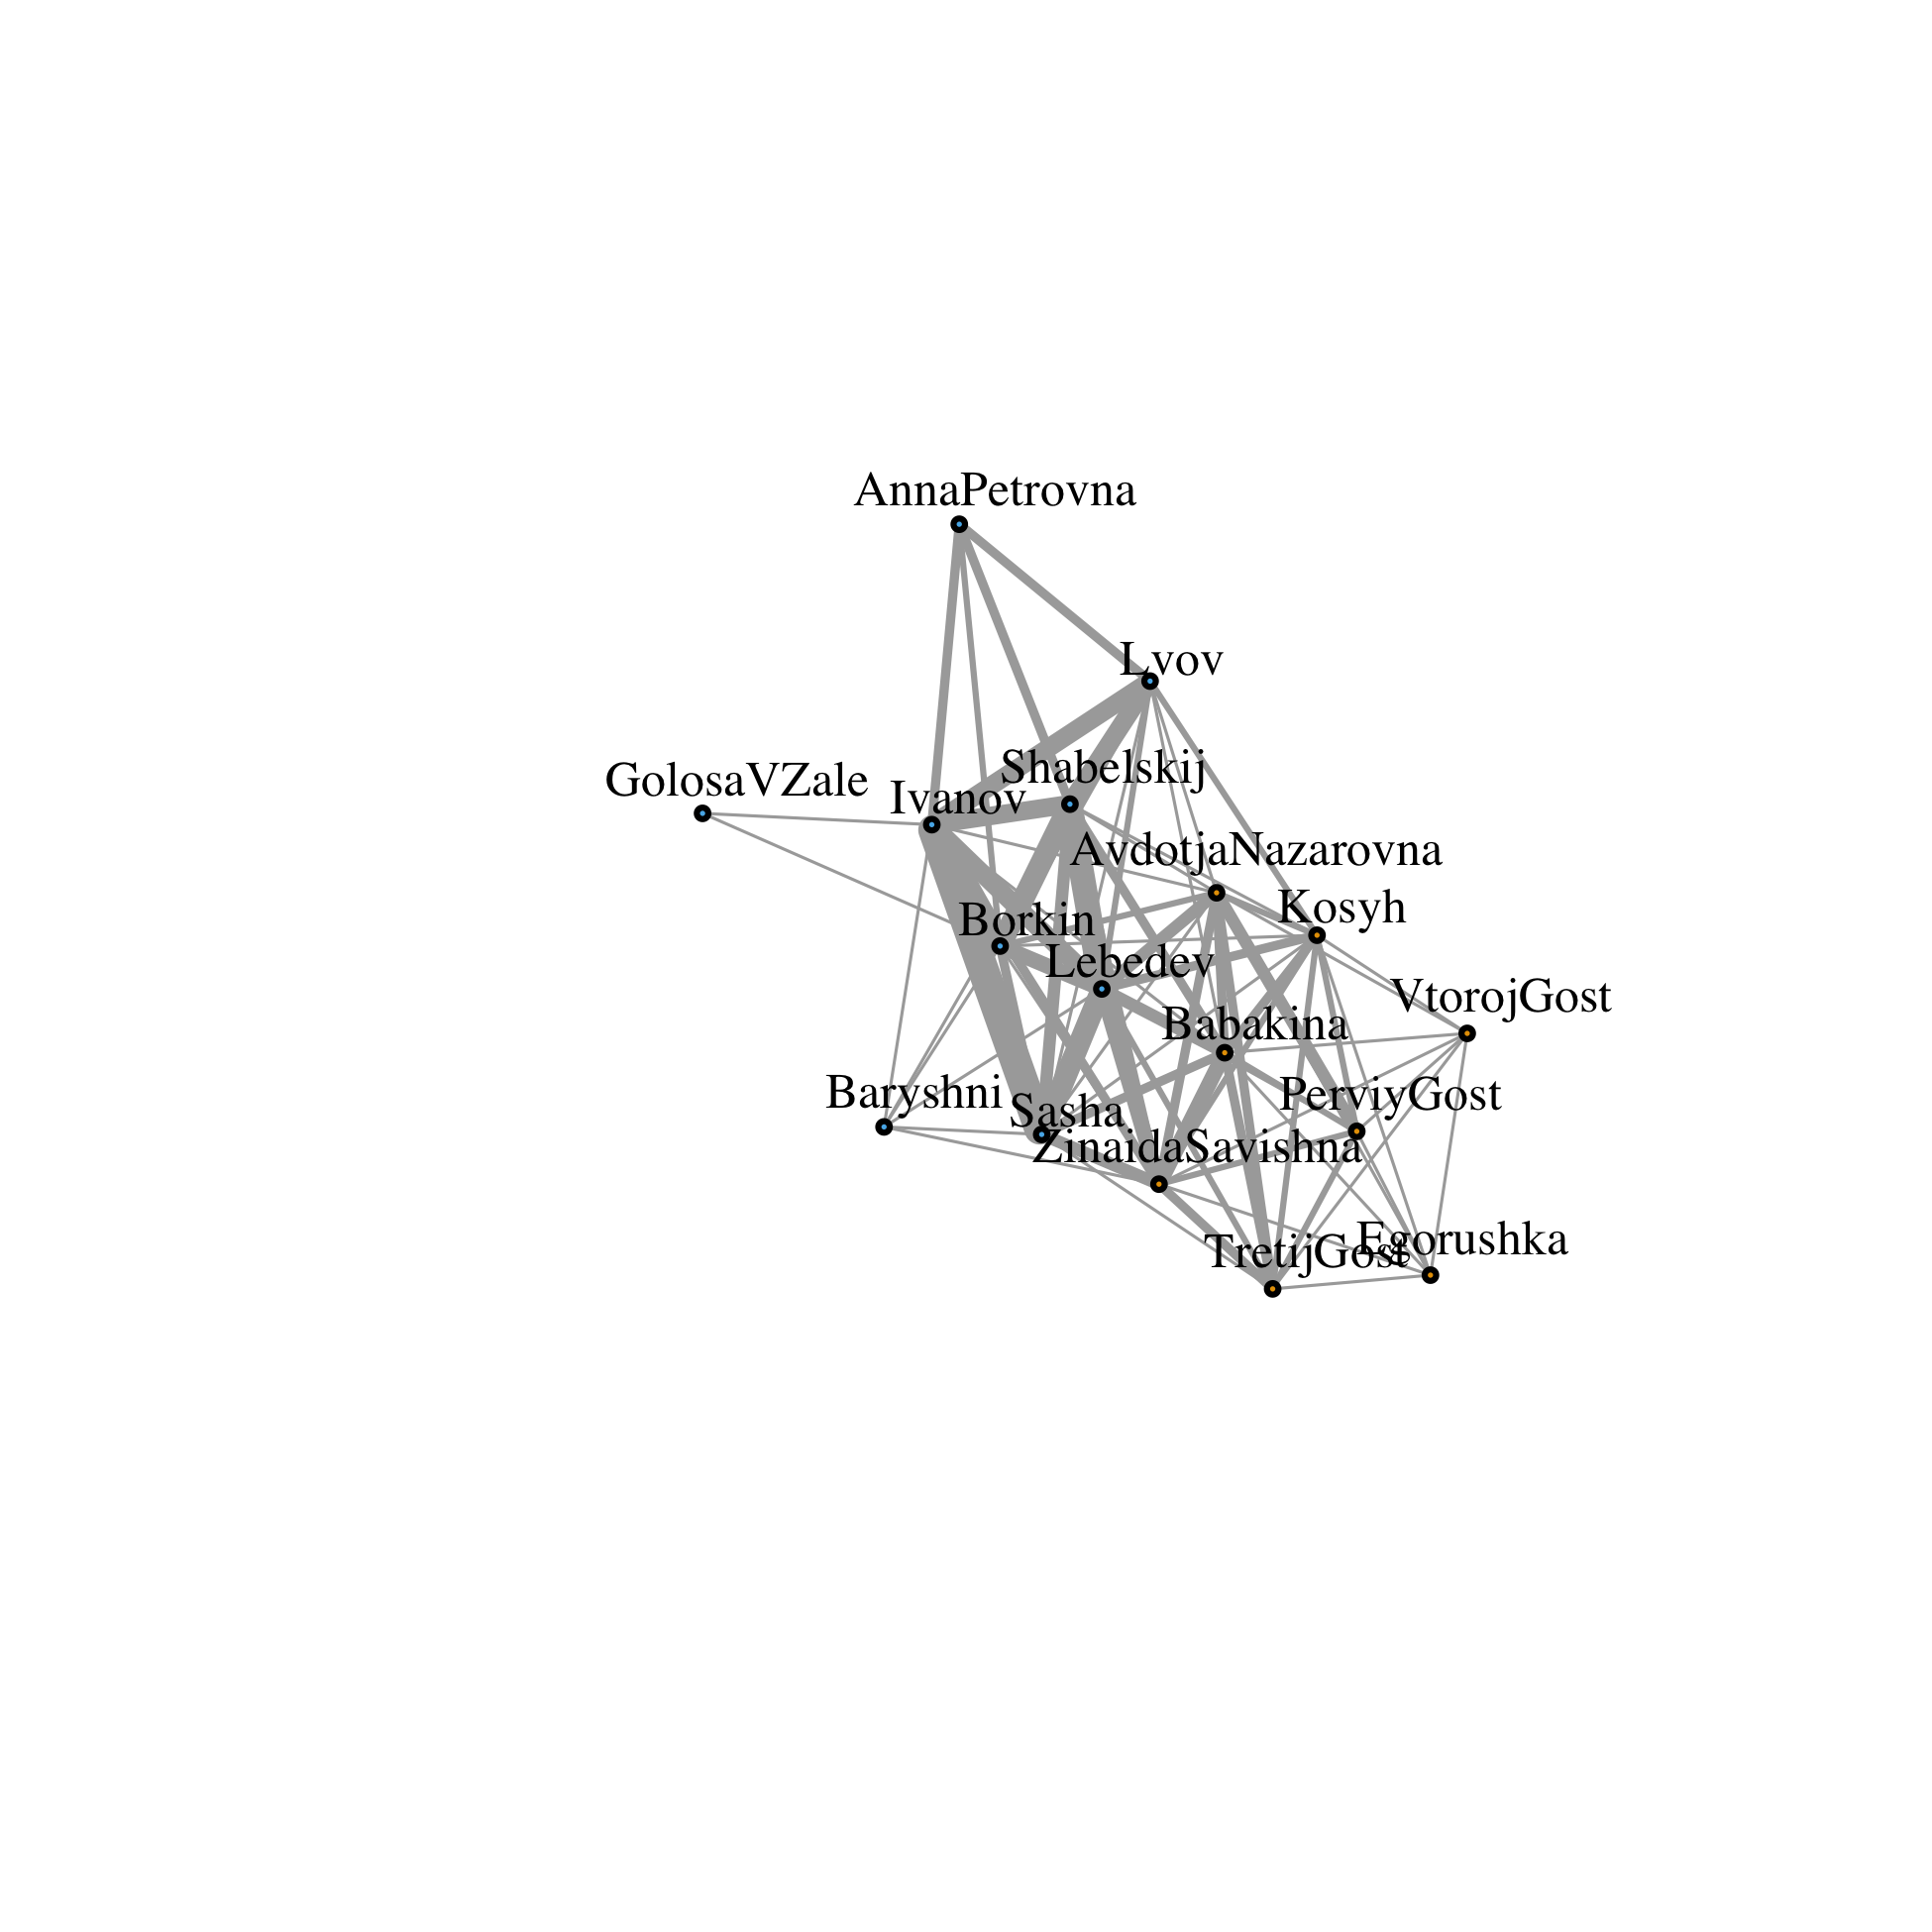 AnnaPetrovna
Lvov
Shabelskij
GolosaVZale
Ivanov
AvdotjaNazarovna
Kosyh
Borkin
Lebedev
VtorojGost
Babakina
Baryshni
PerviyGost
Sasha
ZinaidaSavishna
Egorushka
TretijGost